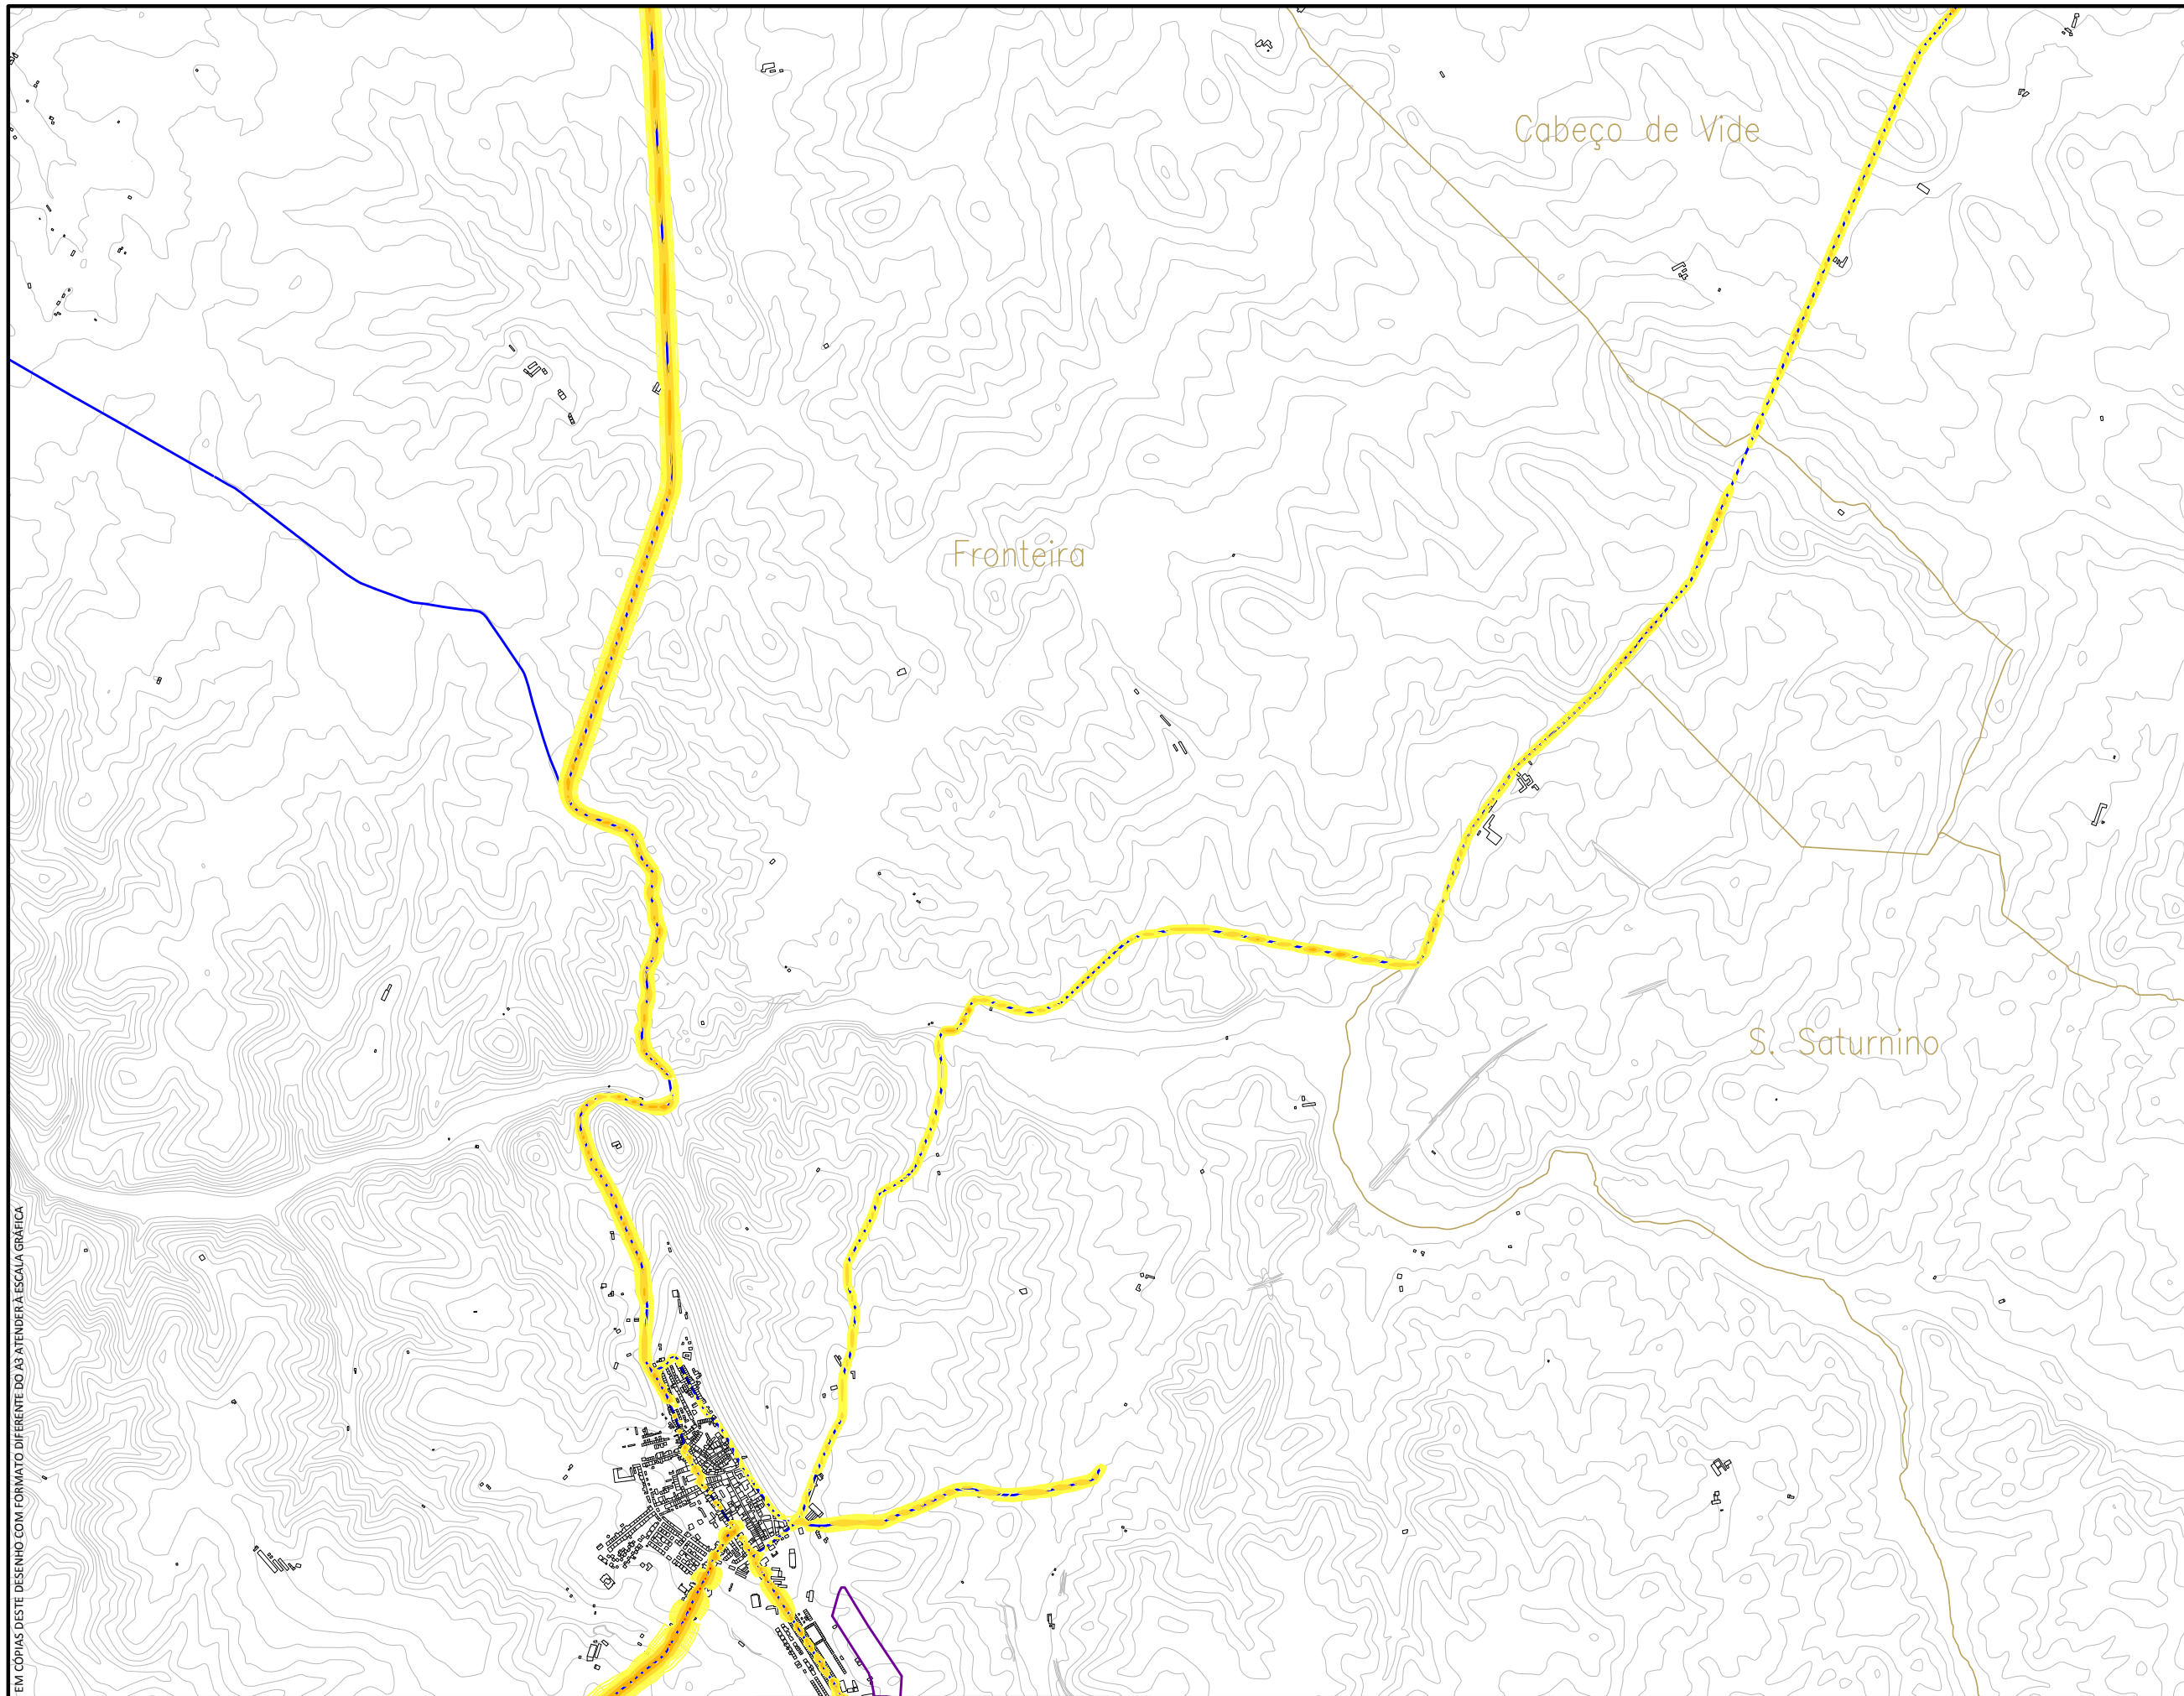 Cabeço de Vide
Fronteira
S. Saturnino
EM CÓPIAS DESTE DESENHO COM FORMATO DIFERENTE DO A3 ATENDER À ESCALA GRÁFICA